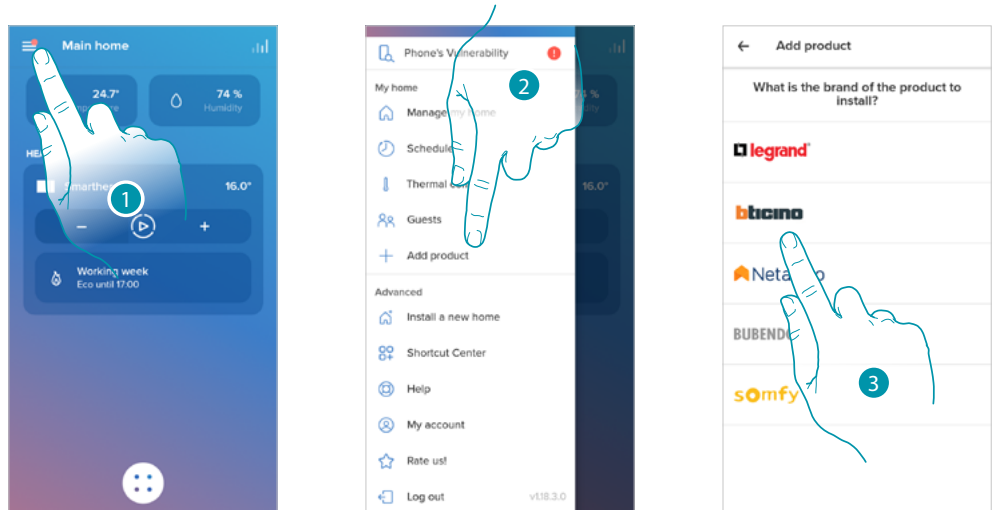 Main home
24.7°
74 %
Humidity
16.0°
−
+
Working week
Eco until 17:00
1
Phone's Vulnerability
!
My home
Manage my home
Schedule
Thermal
Guests
Add product
Advanced
Install a new home
Shortcut Center
Help
My account
Rate us!
Log out
v1.18.3.0
16.0°
2
Add product
What is the brand of the product to
install?
legrand®
bticino
somfy
3